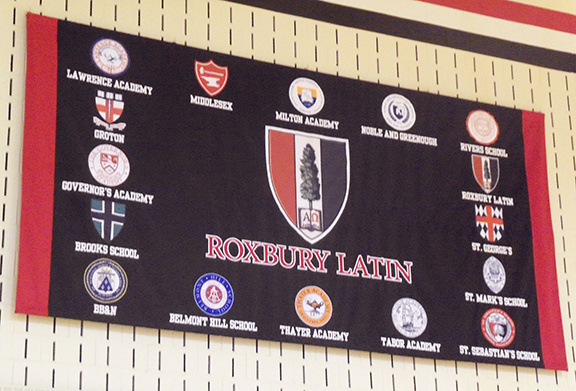 LAWRENCE ACADEMY
MIDDLESEX
MILTON ACADEMY
NOBLE AND GREENOUGH
RIVERS SCHOOL
GROTON
ROXBURY LATIN
GOVERNOR'S ACADEMY
ΑΩ
ST. GEORGE'S
BROOKS SCHOOL
ROXBURY LATIN
ST. MARK'S SCHOOL
BB&N
BELMONT HILL SCHOOL
THAYER ACADEMY
TABOR ACADEMY
ST. SEBASTIAN'S SCHOOL